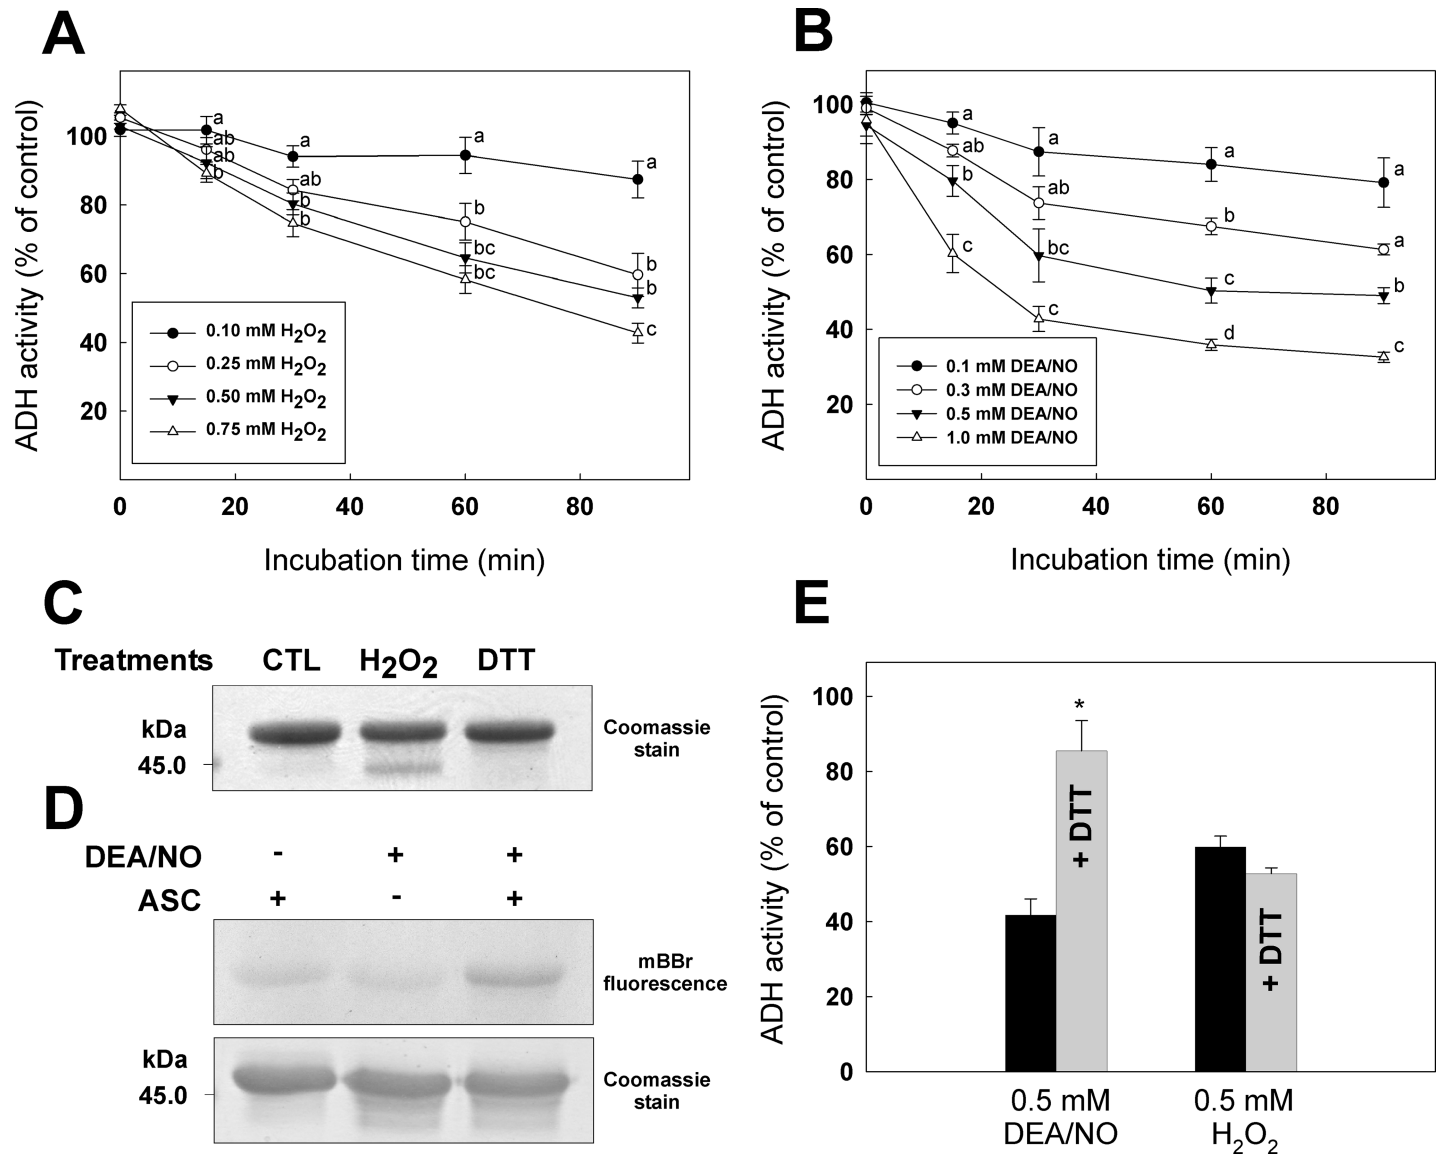 A
ADH activity (% of control)
100
80
60
40
20
a
ab
ab
b
a
ab
b
b
a
b
bc
bc
a
b
b
c
0.10 mM H₂O₂
0.25 mM H₂O₂
0.50 mM H₂O₂
0.75 mM H₂O₂
0 20 40 60 80
Incubation time (min)
B
ADH activity (% of control)
100
80
60
40
20
a
ab
b
c
a
ab
bc
c
a
b
c
d
a
a
b
c
0.1 mM DEA/NO
0.3 mM DEA/NO
0.5 mM DEA/NO
1.0 mM DEA/NO
0 20 40 60 80
Incubation time (min)
C
Treatments CTL H₂O₂ DTT
kDa
45.0
Coomassie
stain
D
DEA/NO - + +
ASC + - +
mBBr
fluorescence
kDa
45.0
Coomassie
stain
E
ADH activity (% of control)
100
80
60
40
20
0
*
+ DTT
+ DTT
0.5 mM
DEA/NO
0.5 mM
H₂O₂